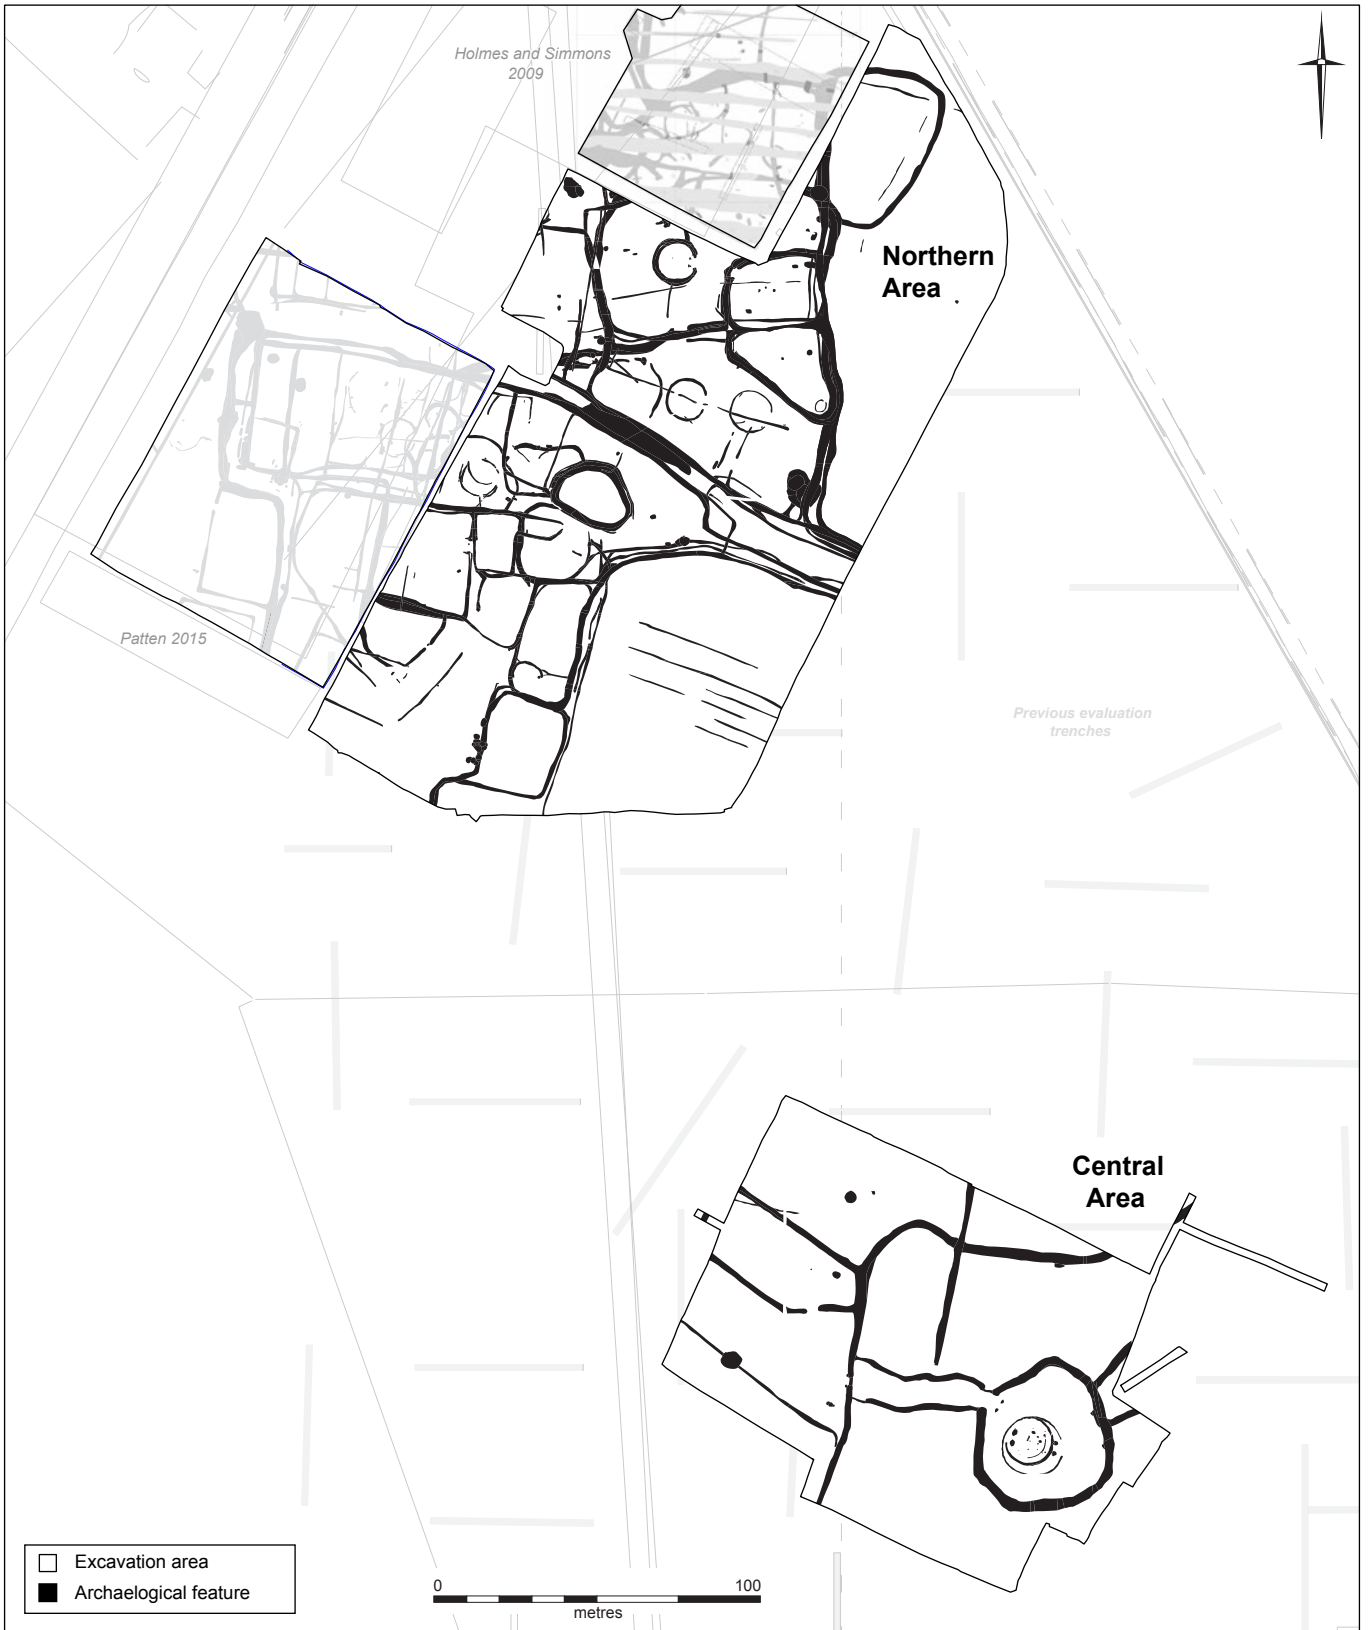 Holmes and Simmons
2009
Northern
Area
Patten 2015
Previous evaluation
trenches
Central
Area
Excavation area
Archaelogical feature
0 100
metres